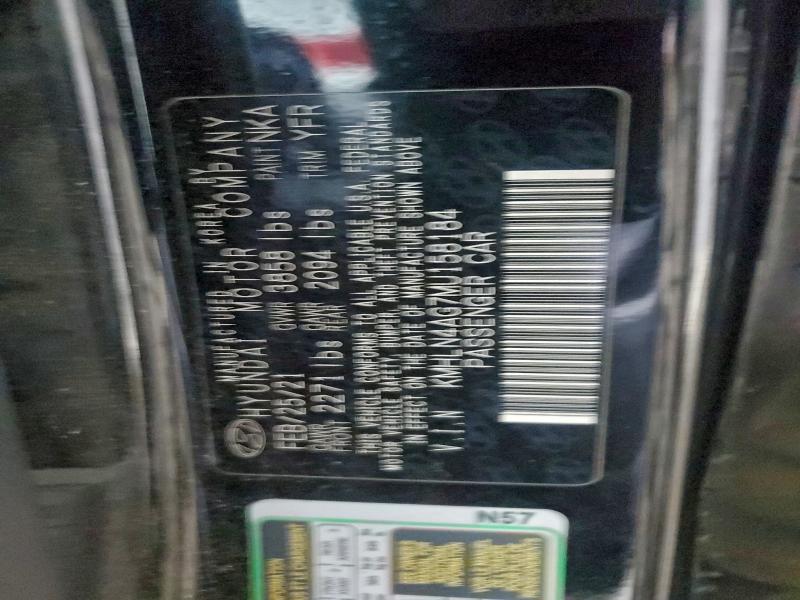 MANUFACTURED IN KOREA BY
HYUNDAI MOTOR COMPANY
FEB/25/21 GVWR 3858 lbs PAINT NKA
GAWR FRONT 2271 lbs GAWR REAR 2094 lbs TRIM YFR
THIS VEHICLE CONFORMS TO ALL APPLICABLE U.S.A. FEDERAL
MOTOR VEHICLE SAFETY, BUMPER, AND THEFT PREVENTION STANDARDS
IN EFFECT ON THE DATE OF MANUFACTURE SHOWN ABOVE
V.I.N KMHLN4AG7MU158184
PASSENGER CAR
N57